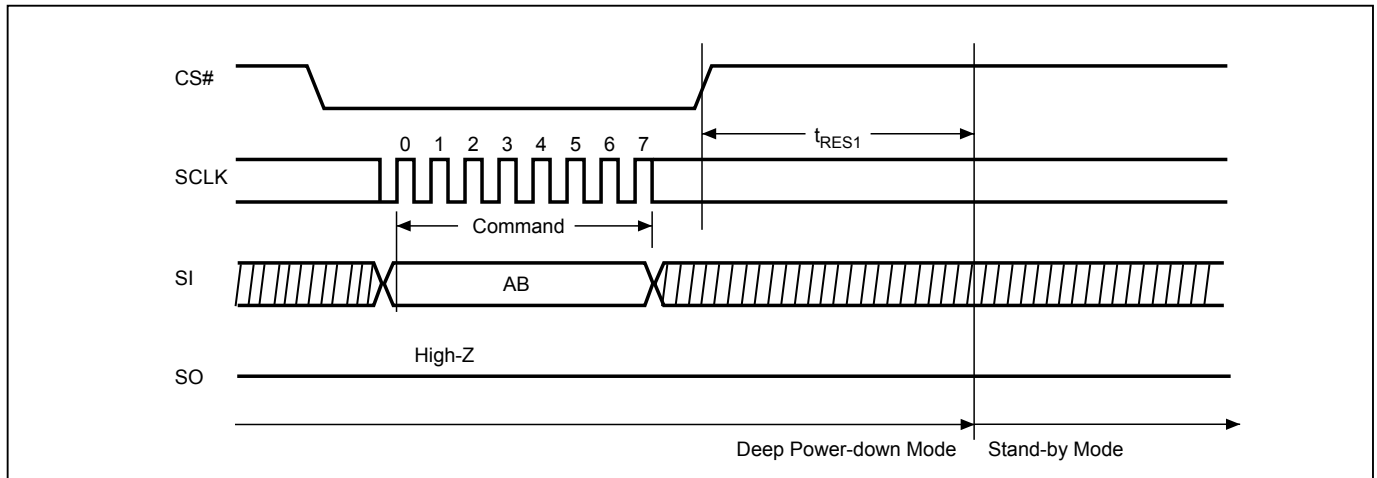 CS#
tRES1
0 1 2 3 4 5 6 7
SCLK
Command
SI
AB
High-Z
SO
Deep Power-down Mode Stand-by Mode